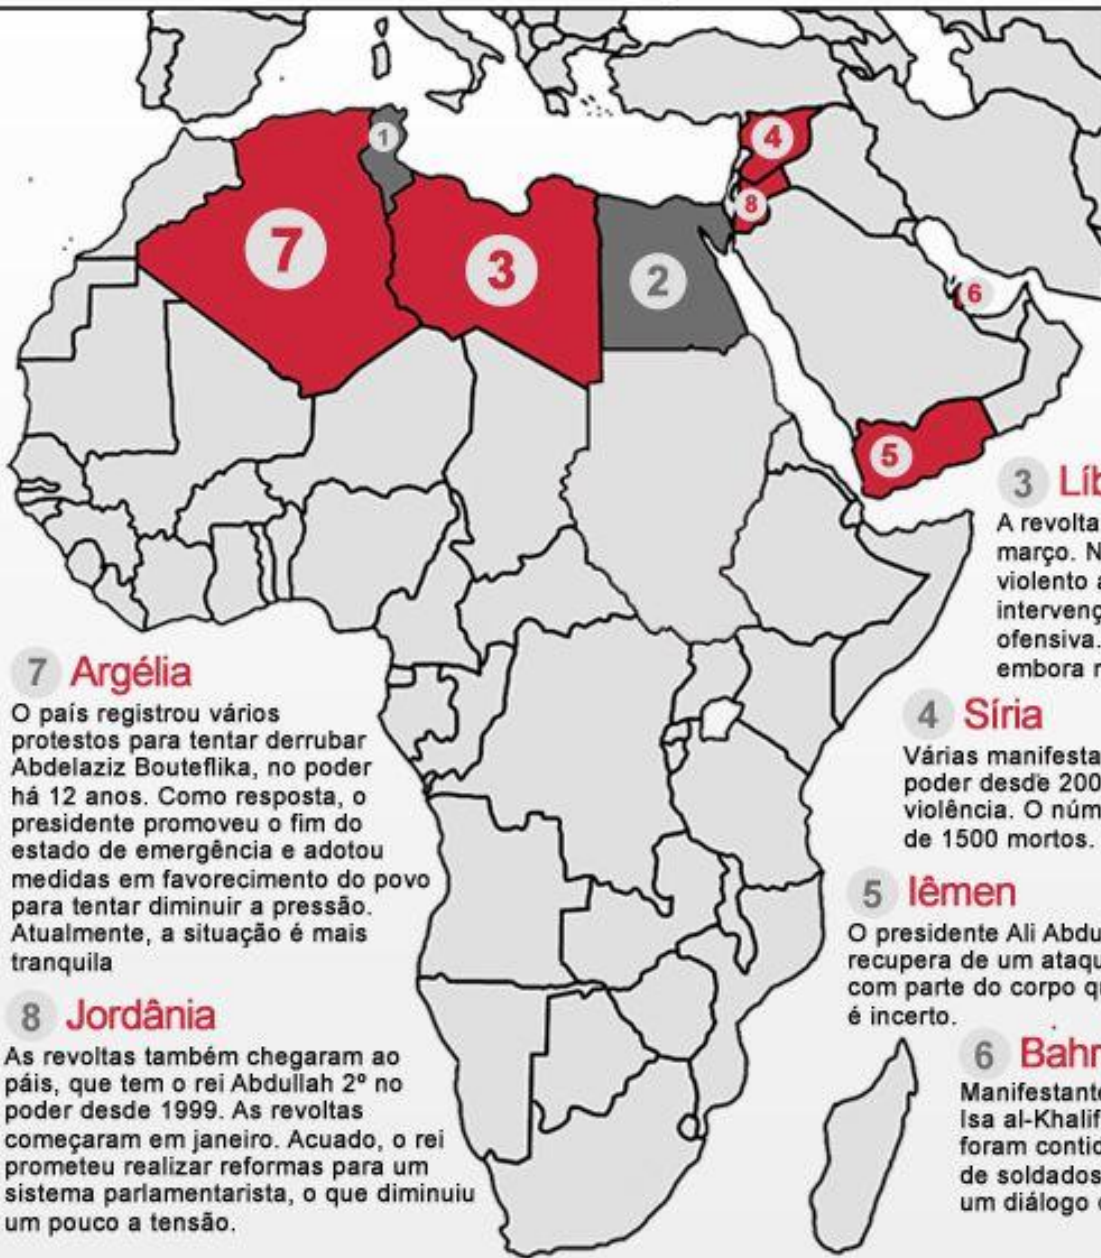 1
4
8
7
3
2
6
5
3 Líb
A revolta
março. N
violento a
intervenç
ofensiva.
embora n
7 Argélia
O país registrou vários
protestos para tentar derrubar
Abdelaziz Bouteflika, no poder
há 12 anos. Como resposta, o
presidente promoveu o fim do
estado de emergência e adotou
medidas em favorecimento do povo
para tentar diminuir a pressão.
Atualmente, a situação é mais
tranquila
4 Síria
Várias manifesta
poder desde 200
violência. O núm
de 1500 mortos.
5 Iêmen
O presidente Ali Abdu
recupera de um ataqu
com parte do corpo qu
é incerto.
8 Jordânia
As revoltas também chegaram ao
páis, que tem o rei Abdullah 2º no
poder desde 1999. As revoltas
começaram em janeiro. Acuado, o rei
prometeu realizar reformas para um
sistema parlamentarista, o que diminuiu
um pouco a tensão.
6 Bahr
Manifestante
Isa al-Khalif
foram contid
de soldados
um diálogo